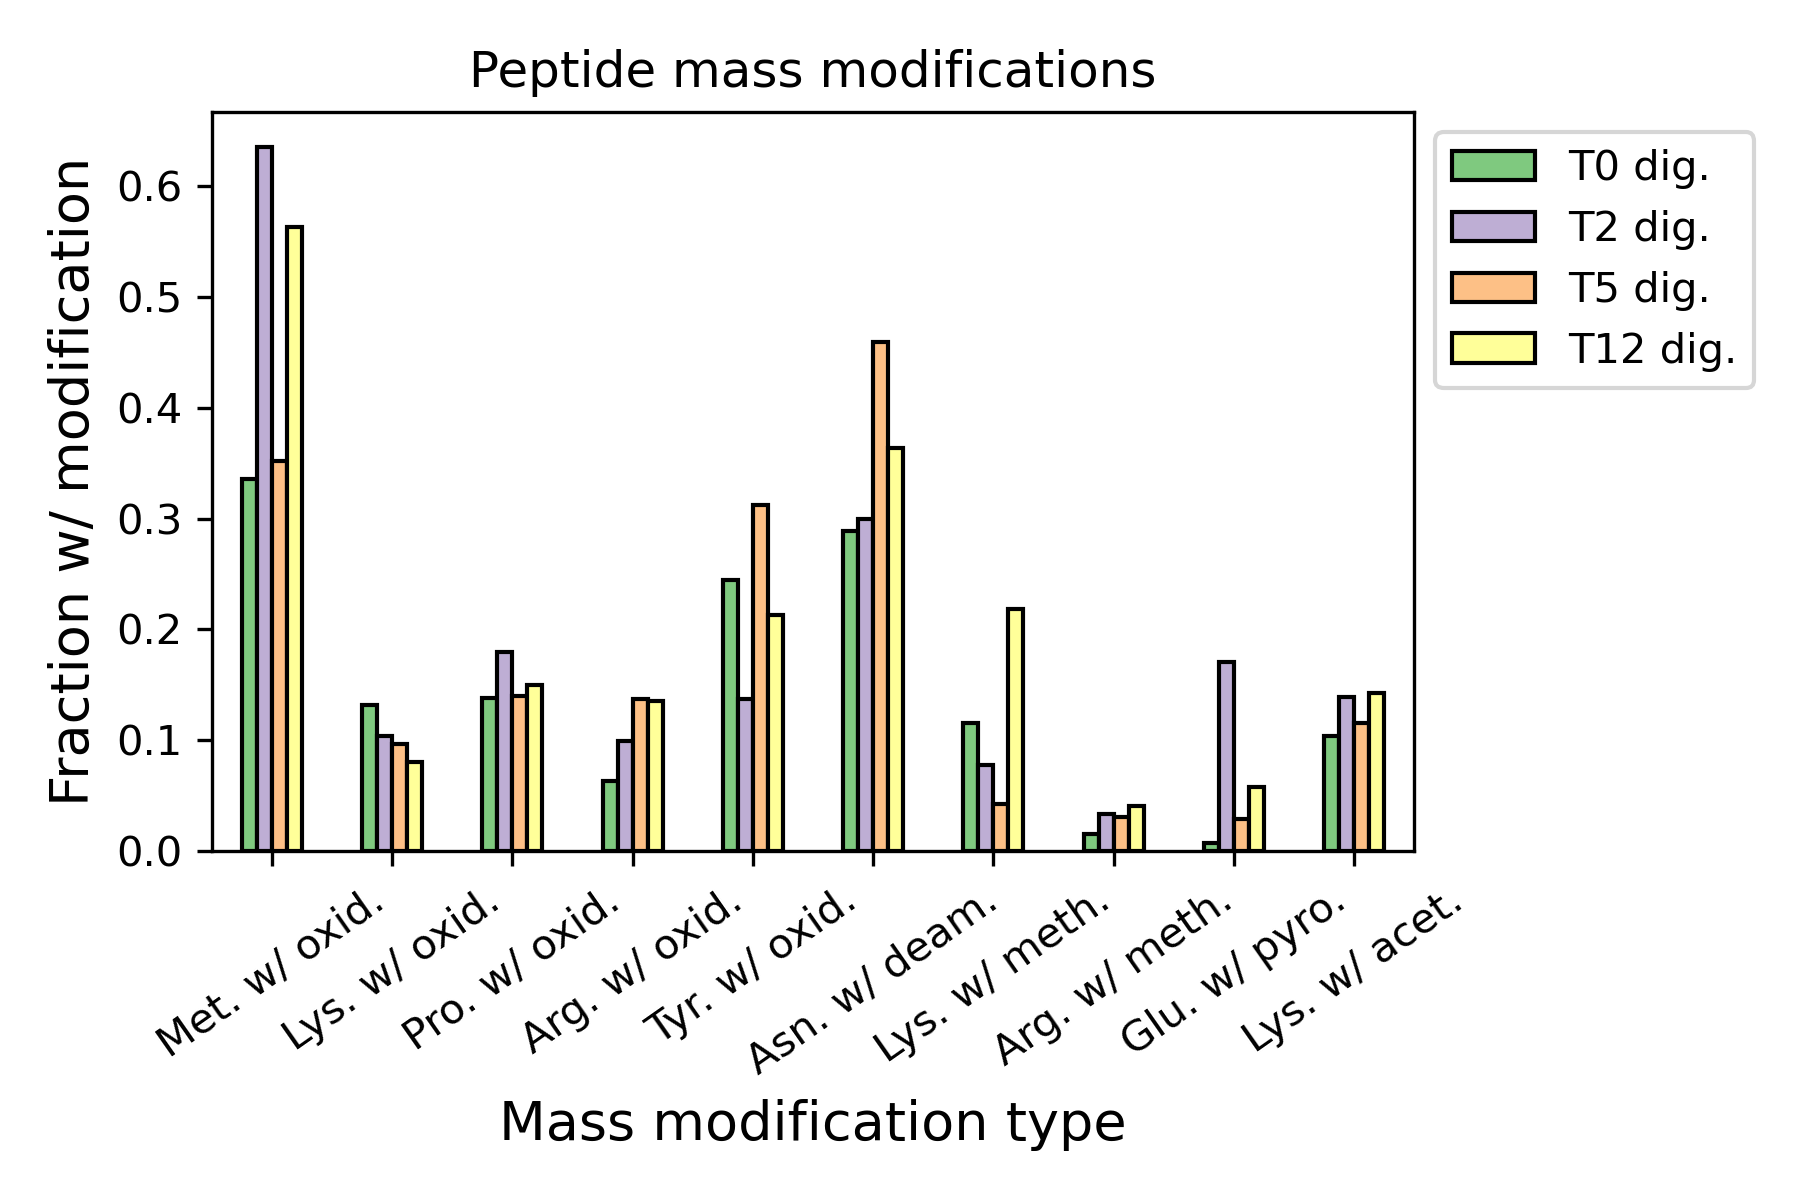 Peptide mass modifications
Fraction w/ modification
0.6
0.5
0.4
0.3
0.2
0.1
0.0
Met. w/ oxid.
Lys. w/ oxid.
Pro. w/ oxid.
Arg. w/ oxid.
Tyr. w/ oxid.
Asn. w/ deam.
Lys. w/ meth.
Arg. w/ meth.
Glu. w/ pyro.
Lys. w/ acet.
Mass modification type
T0 dig.
T2 dig.
T5 dig.
T12 dig.